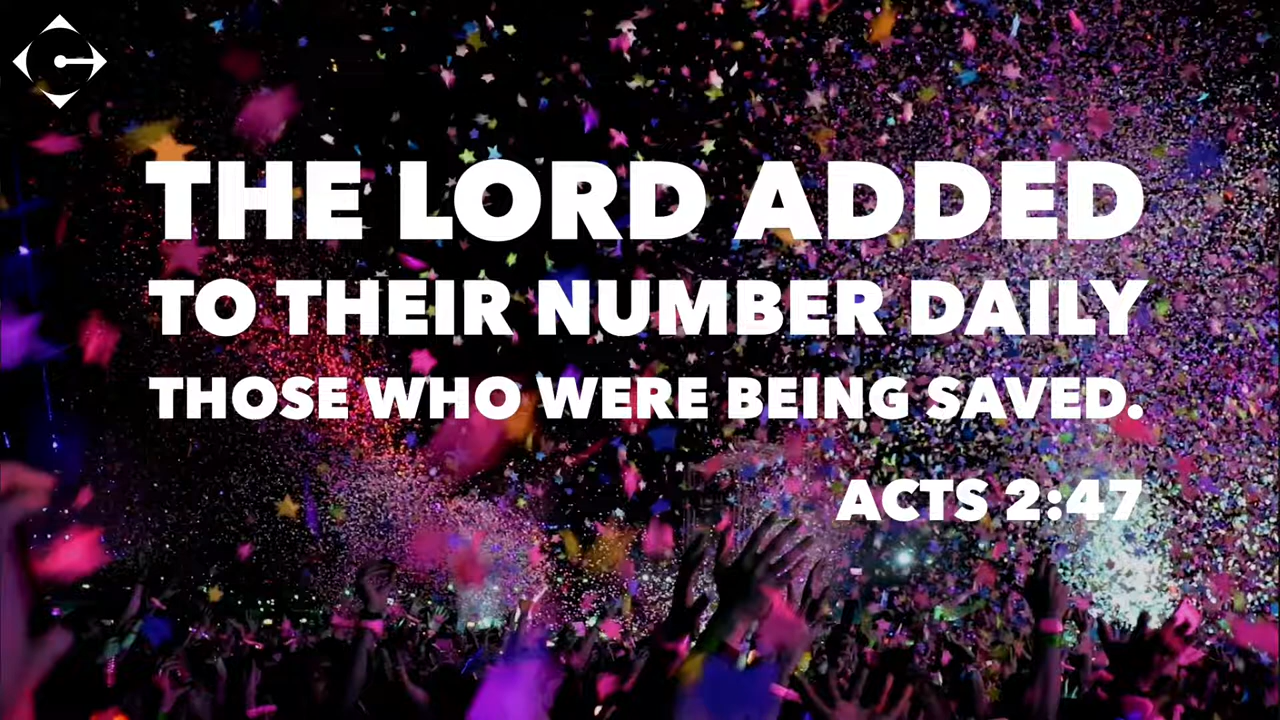 THE LORD ADDED
TO THEIR NUMBER DAILY
THOSE WHO WERE BEING SAVED.
ACTS 2:47